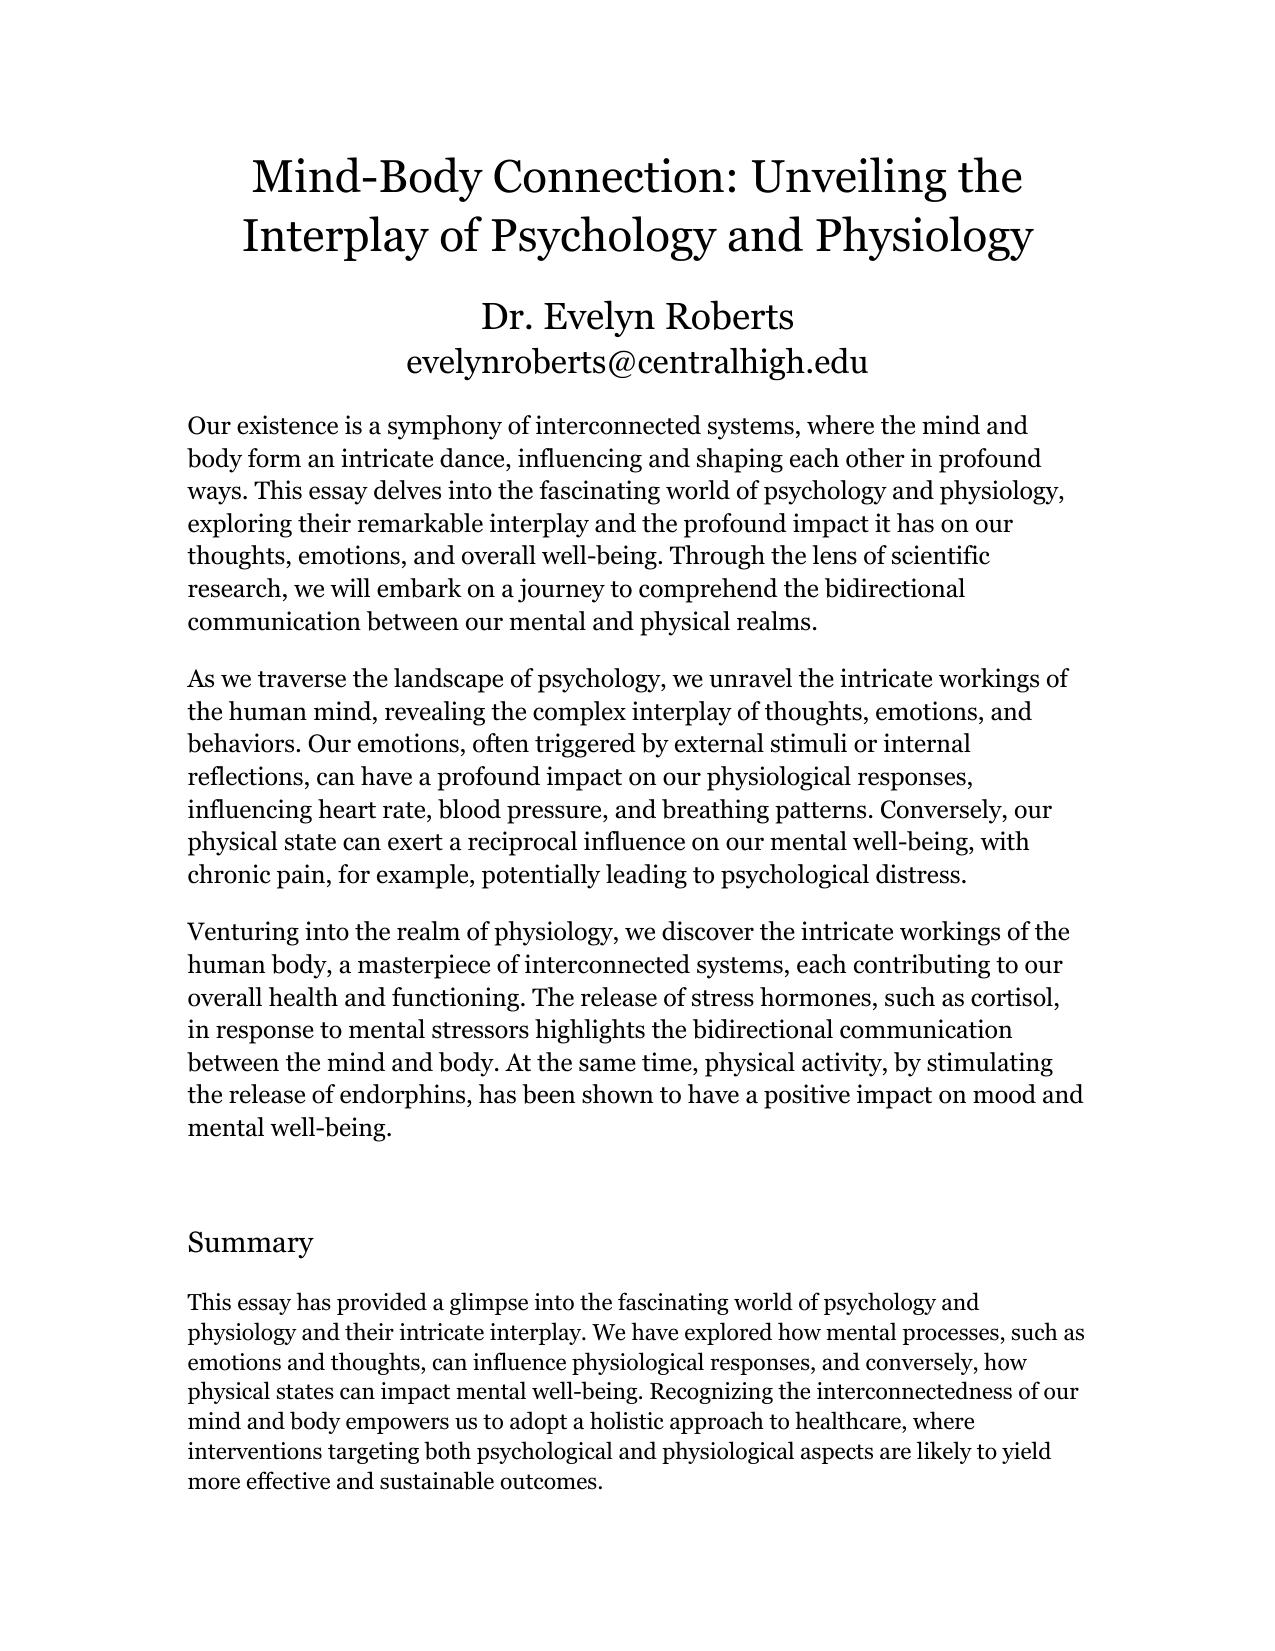 Mind-Body Connection: Unveiling the
Interplay of Psychology and Physiology
Dr. Evelyn Roberts
evelynroberts@centralhigh.edu
Our existence is a symphony of interconnected systems, where the mind and
body form an intricate dance, influencing and shaping each other in profound
ways. This essay delves into the fascinating world of psychology and physiology,
exploring their remarkable interplay and the profound impact it has on our
thoughts, emotions, and overall well-being. Through the lens of scientific
research, we will embark on a journey to comprehend the bidirectional
communication between our mental and physical realms.
As we traverse the landscape of psychology, we unravel the intricate workings of
the human mind, revealing the complex interplay of thoughts, emotions, and
behaviors. Our emotions, often triggered by external stimuli or internal
reflections, can have a profound impact on our physiological responses,
influencing heart rate, blood pressure, and breathing patterns. Conversely, our
physical state can exert a reciprocal influence on our mental well-being, with
chronic pain, for example, potentially leading to psychological distress.
Venturing into the realm of physiology, we discover the intricate workings of the
human body, a masterpiece of interconnected systems, each contributing to our
overall health and functioning. The release of stress hormones, such as cortisol,
in response to mental stressors highlights the bidirectional communication
between the mind and body. At the same time, physical activity, by stimulating
the release of endorphins, has been shown to have a positive impact on mood and
mental well-being.
Summary
This essay has provided a glimpse into the fascinating world of psychology and
physiology and their intricate interplay. We have explored how mental processes, such as
emotions and thoughts, can influence physiological responses, and conversely, how
physical states can impact mental well-being. Recognizing the interconnectedness of our
mind and body empowers us to adopt a holistic approach to healthcare, where
interventions targeting both psychological and physiological aspects are likely to yield
more effective and sustainable outcomes.